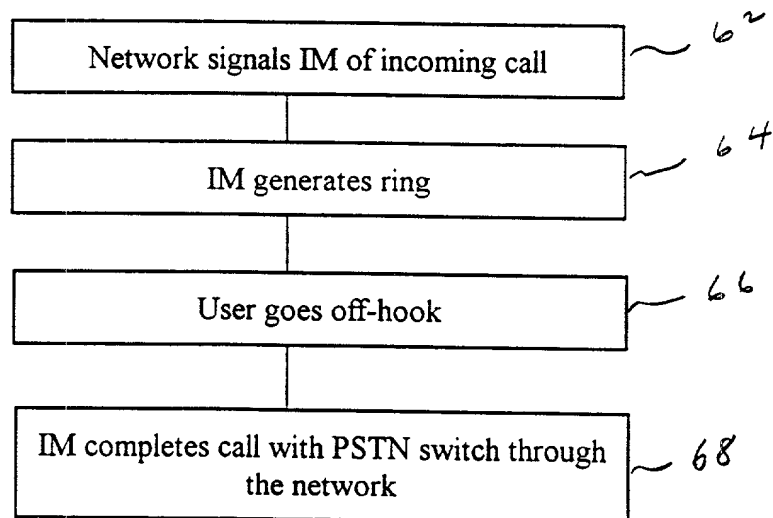 Network signals IM of incoming call
62
IM generates ring
64
User goes off-hook
66
IM completes call with PSTN switch through
the network
68